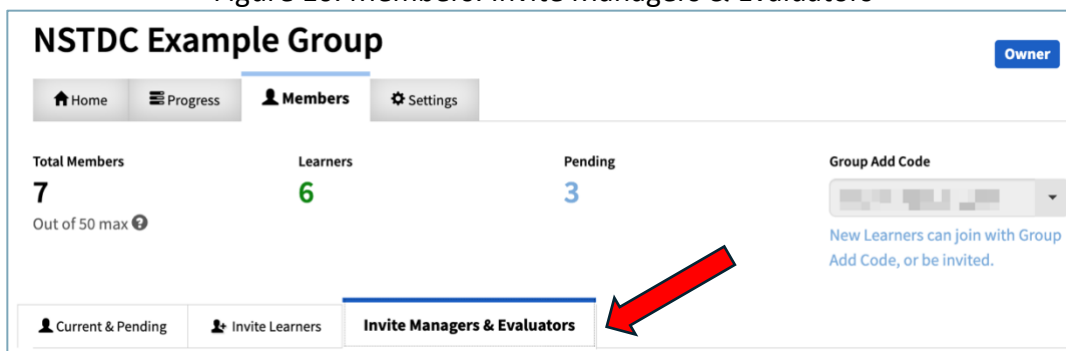 NSTDC Example Group
Owner
Home Progress Members Settings
Total Members Learners Pending Group Add Code
7 6 3
Out of 50 max
New Learners can join with Group
Add Code, or be invited.
Current & Pending Invite Learners Invite Managers & Evaluators